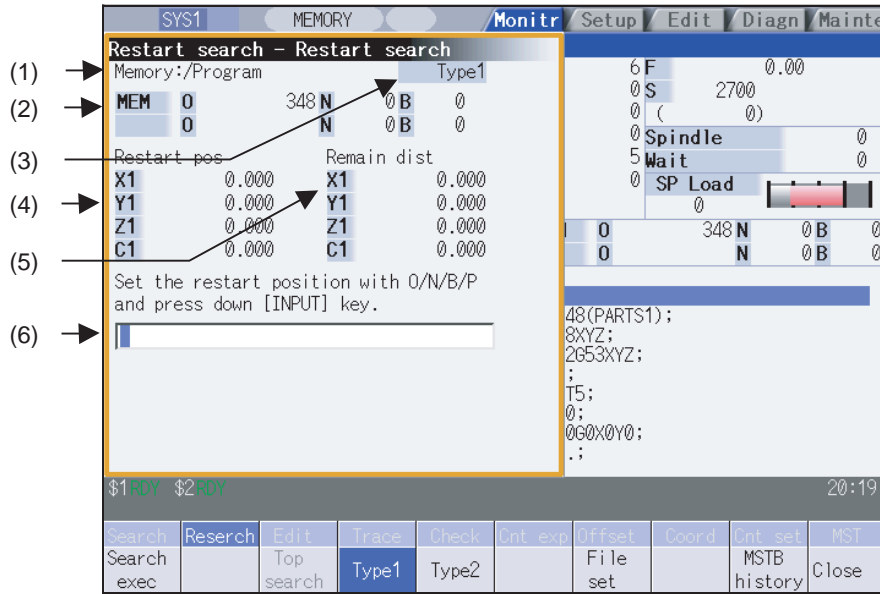 SYS1 MEMORY Monitr Setup Edit Diagn Mainte
Restart search - Restart search
(1) Memory:/Program Type1
6 F 0.00
(2) MEM O 348 N 0 B 0
0 S 2700
O N 0 B 0
0 ( 0)
(3)
0 Spindle 0
Restart pos Remain dist
5 Wait 0
X1 0.000 X1 0.000
0 SP Load
(4) Y1 0.000 Y1 0.000
0
Z1 0.000 Z1 0.000
O 348 N 0 B 0
(5) C1 0.000 C1 0.000
O N 0 B 0
Set the restart position with O/N/B/P
and press down [INPUT] key.
(6)
48(PARTS1);
8XYZ;
2G53XYZ;
;
T5;
0;
0G0X0Y0;
.;
$1 RDY $2 RDY 20:19
Search Reserch Edit Trace Check Cnt exp Offset Coord Cnt set MST
Search exec Top search Type1 Type2 File set MSTB history Close